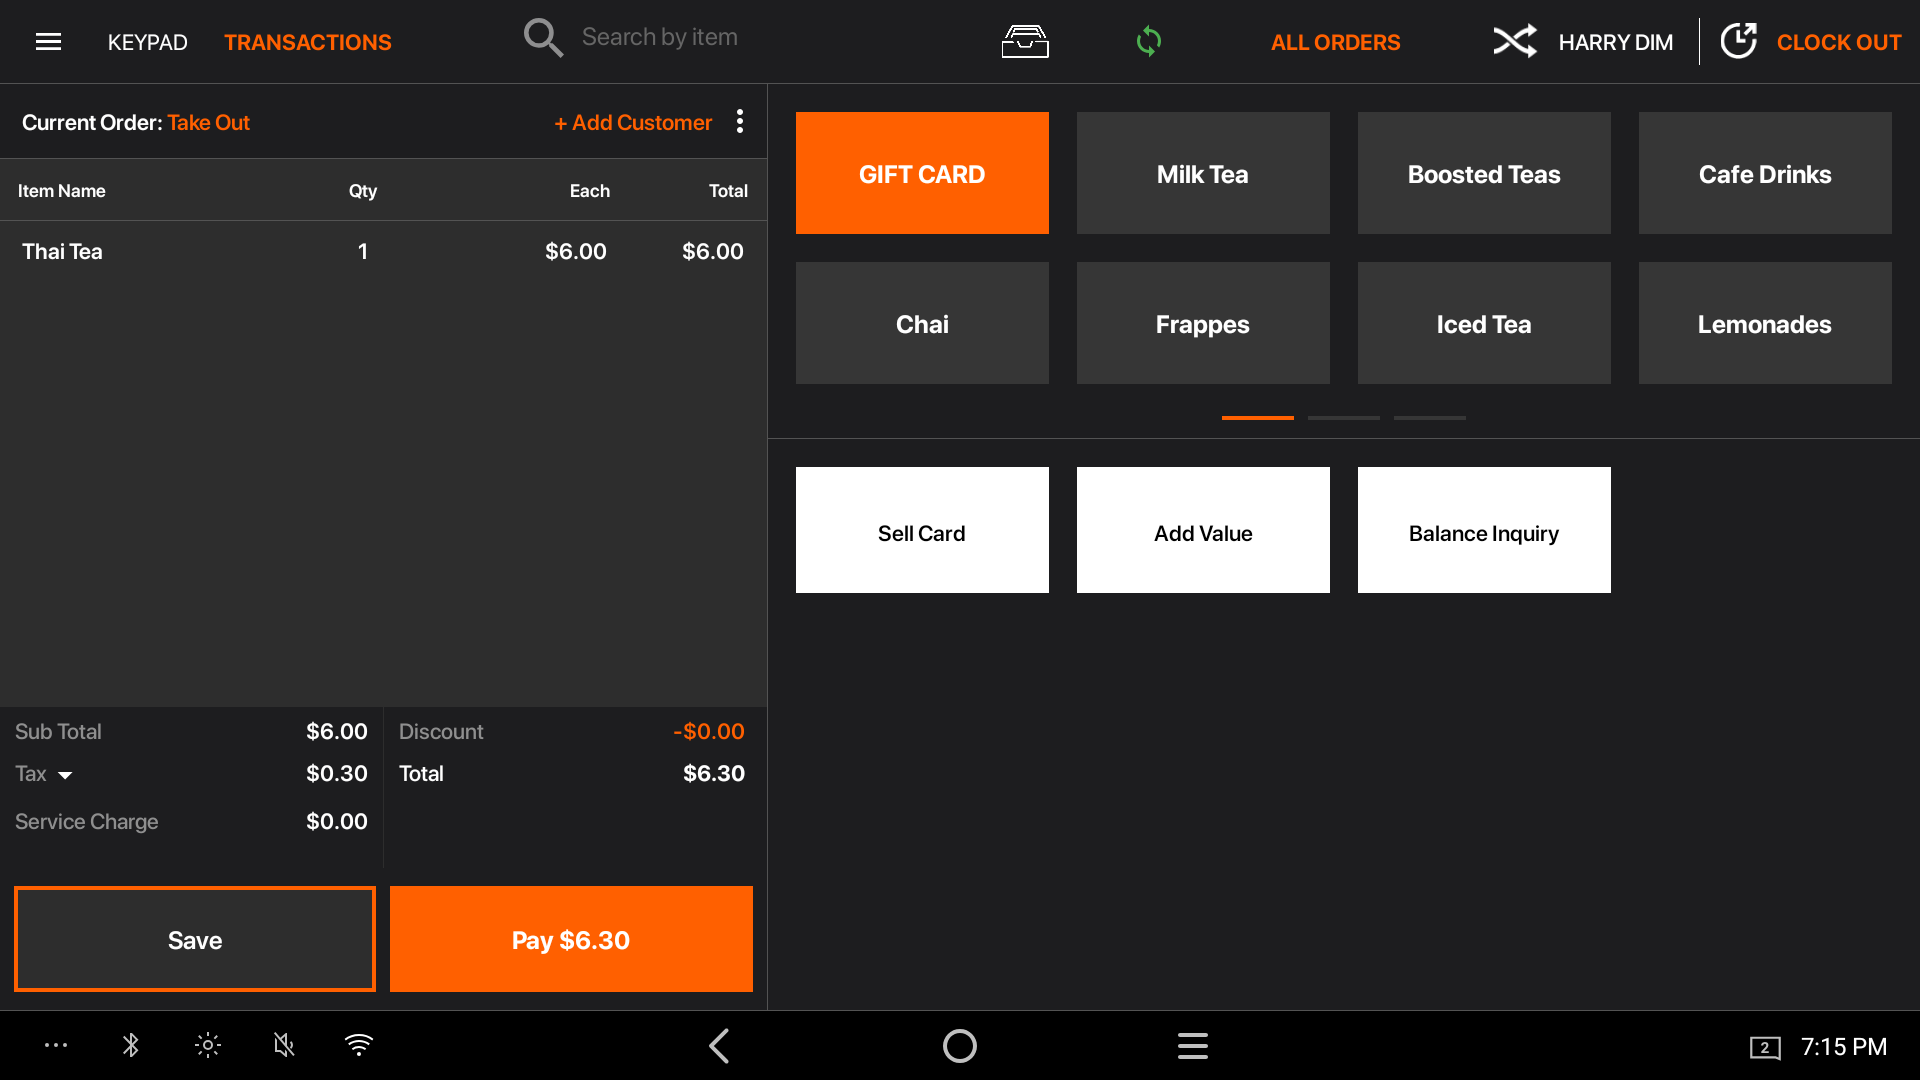 KEYPAD TRANSACTIONS Search by item ALL ORDERS HARRY DIM CLOCK OUT
Current Order: Take Out + Add Customer
Item Name Qty Each Total
Thai Tea 1 $6.00 $6.00
Sub Total $6.00 Discount -$0.00
Tax $0.30 Total $6.30
Service Charge $0.00
Save Pay $6.30
GIFT CARD Milk Tea Boosted Teas Cafe Drinks
Chai Frappes Iced Tea Lemonades
Sell Card Add Value Balance Inquiry
2 7:15 PM